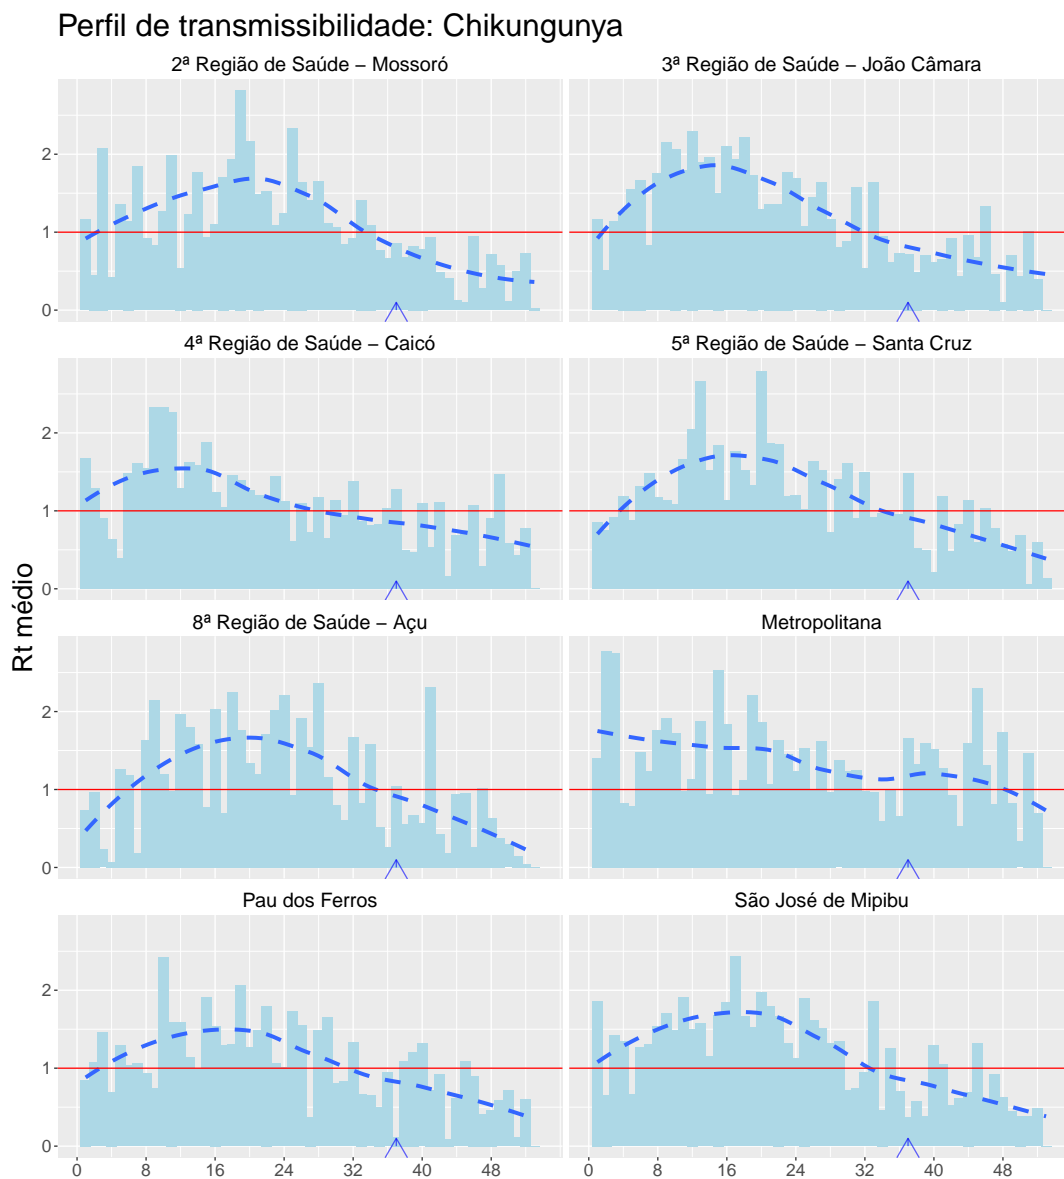 Perfil de transmissibilidade: Chikungunya
2ª Região de Saúde – Mossoró
3ª Região de Saúde – João Câmara
2
1
0
4ª Região de Saúde – Caicó
5ª Região de Saúde – Santa Cruz
2
1
0
Rt médio
8ª Região de Saúde – Açu
Metropolitana
2
1
0
Pau dos Ferros
São José de Mipibu
2
1
0
0 8 16 24 32 40 48
0 8 16 24 32 40 48